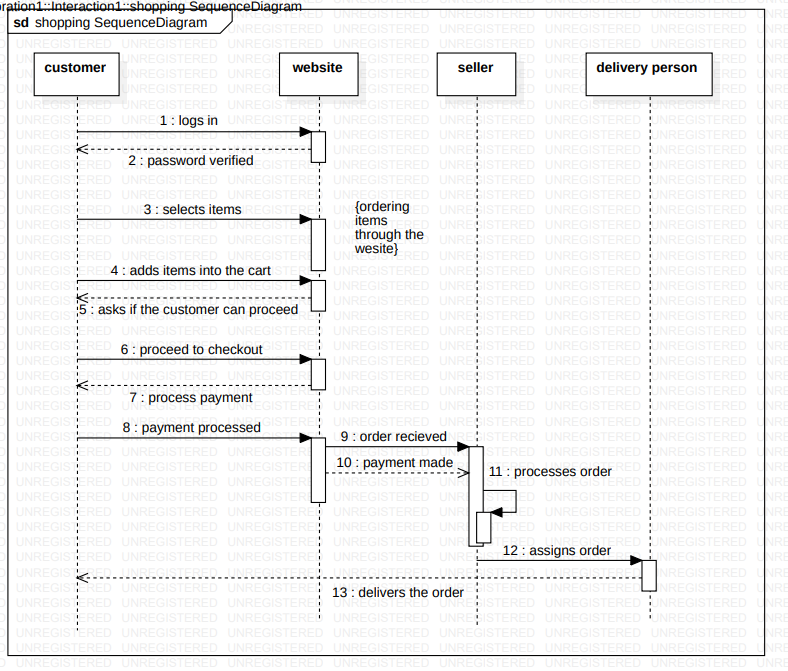 oration1::Interaction1::shopping SequenceDiagram
sd shopping SequenceDiagram
customer
website
seller
delivery person
1 : logs in
2 : password verified
3 : selects items
{ordering
items
through the
wesite}
4 : adds items into the cart
5 : asks if the customer can proceed
6 : proceed to checkout
7 : process payment
8 : payment processed
9 : order recieved
10 : payment made
11 : processes order
12 : assigns order
13 : delivers the order
UNREGISTERED